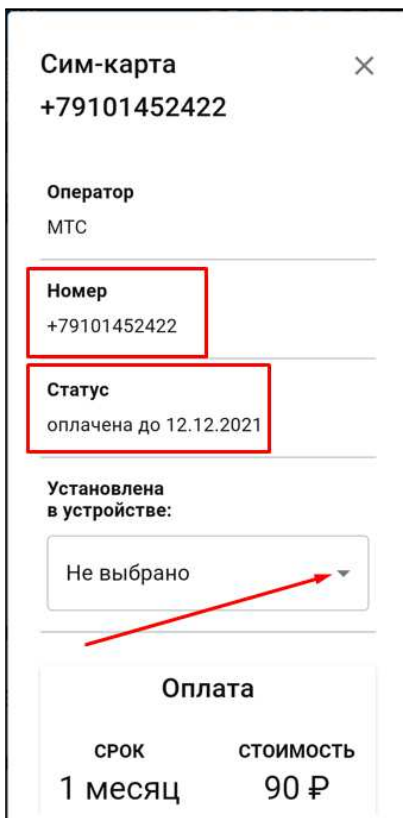 Сим-карта
+79101452422
Оператор
МТС
Номер
+79101452422
Статус
оплачена до 12.12.2021
Установлена
в устройстве:
Не выбрано
Оплата
СРОК СТОИМОСТЬ
1 месяц 90 ₽